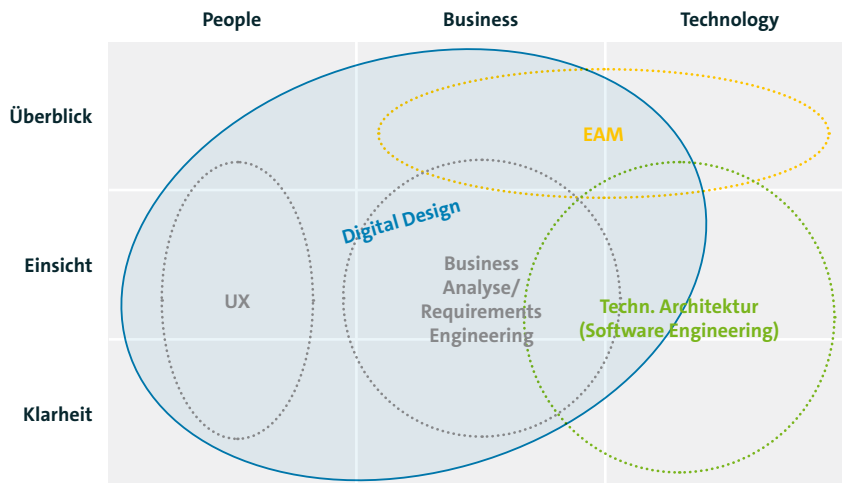 People
Business
Technology
Überblick
EAM
Digital Design
Einsicht
Business
Analyse/
Requirements
Engineering
UX
Techn. Architektur
(Software Engineering)
Klarheit